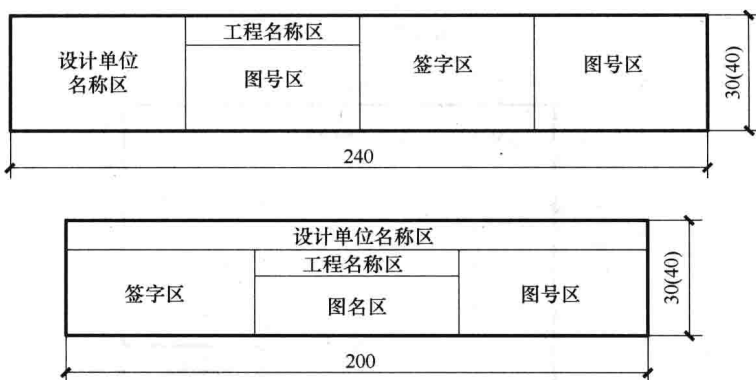 设计单位
名称区
工程名称区
图号区
签字区
图号区
30(40)
240
设计单位名称区
签字区
工程名称区
图名区
图号区
30(40)
200